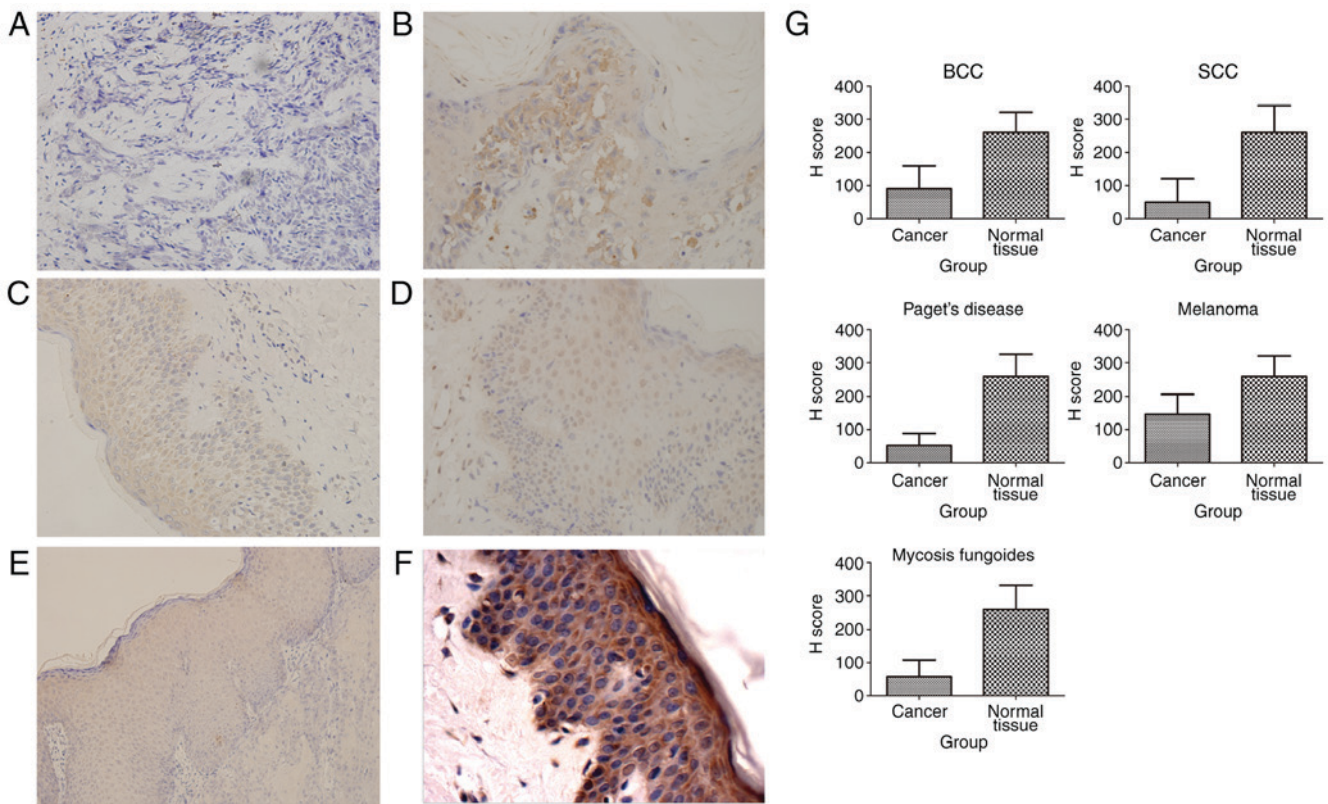 A
B
G
C
D
E
F
BCC
H score
400
300
200
100
0
Cancer
Normal
tissue
Group
SCC
H score
400
300
200
100
0
Cancer
Normal
tissue
Group
Paget's disease
H score
400
300
200
100
0
Cancer
Normal
tissue
Group
Melanoma
H score
400
300
200
100
0
Cancer
Normal
tissue
Group
Mycosis fungoides
H score
400
300
200
100
0
Cancer
Normal
tissue
Group